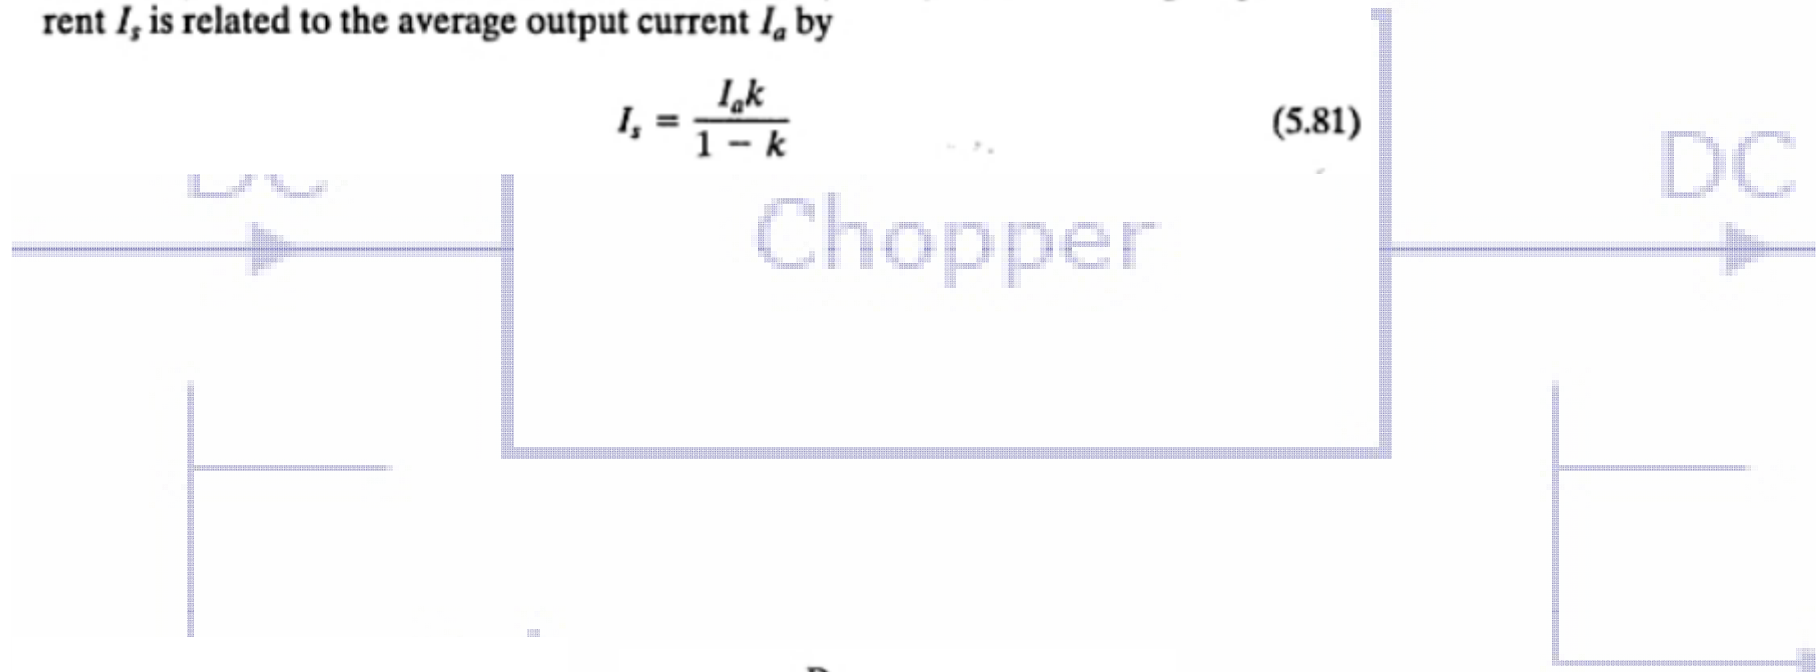 rent I_s is related to the average output current I_a by
I_s = I_a k / 1 − k (5.81)
DC
Chopper